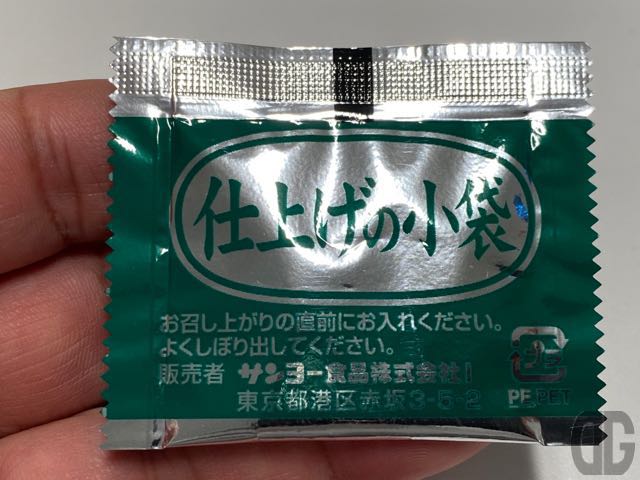 仕上げの小袋
お召し上がりの直前にお入れください。
よくしぼり出してください。
販売者 サンヨー食品株式会社 I
東京都港区赤坂3-5-2
プラ
PE,PET
DG